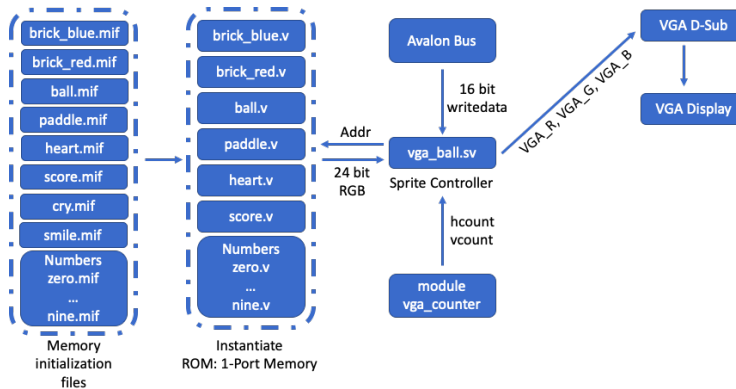 brick_blue.mif
brick_red.mif
ball.mif
paddle.mif
heart.mif
score.mif
cry.mif
smile.mif
Numbers
zero.mif
...
nine.mif
Memory
initialization
files
brick_blue.v
brick_red.v
ball.v
paddle.v
heart.v
score.v
Numbers
zero.v
...
nine.v
Instantiate
ROM: 1-Port Memory
Addr
24 bit
RGB
Avalon Bus
16 bit
writedata
vga_ball.sv
Sprite Controller
hcount
vcount
module
vga_counter
VGA_R, VGA_G, VGA_B
VGA D-Sub
VGA Display